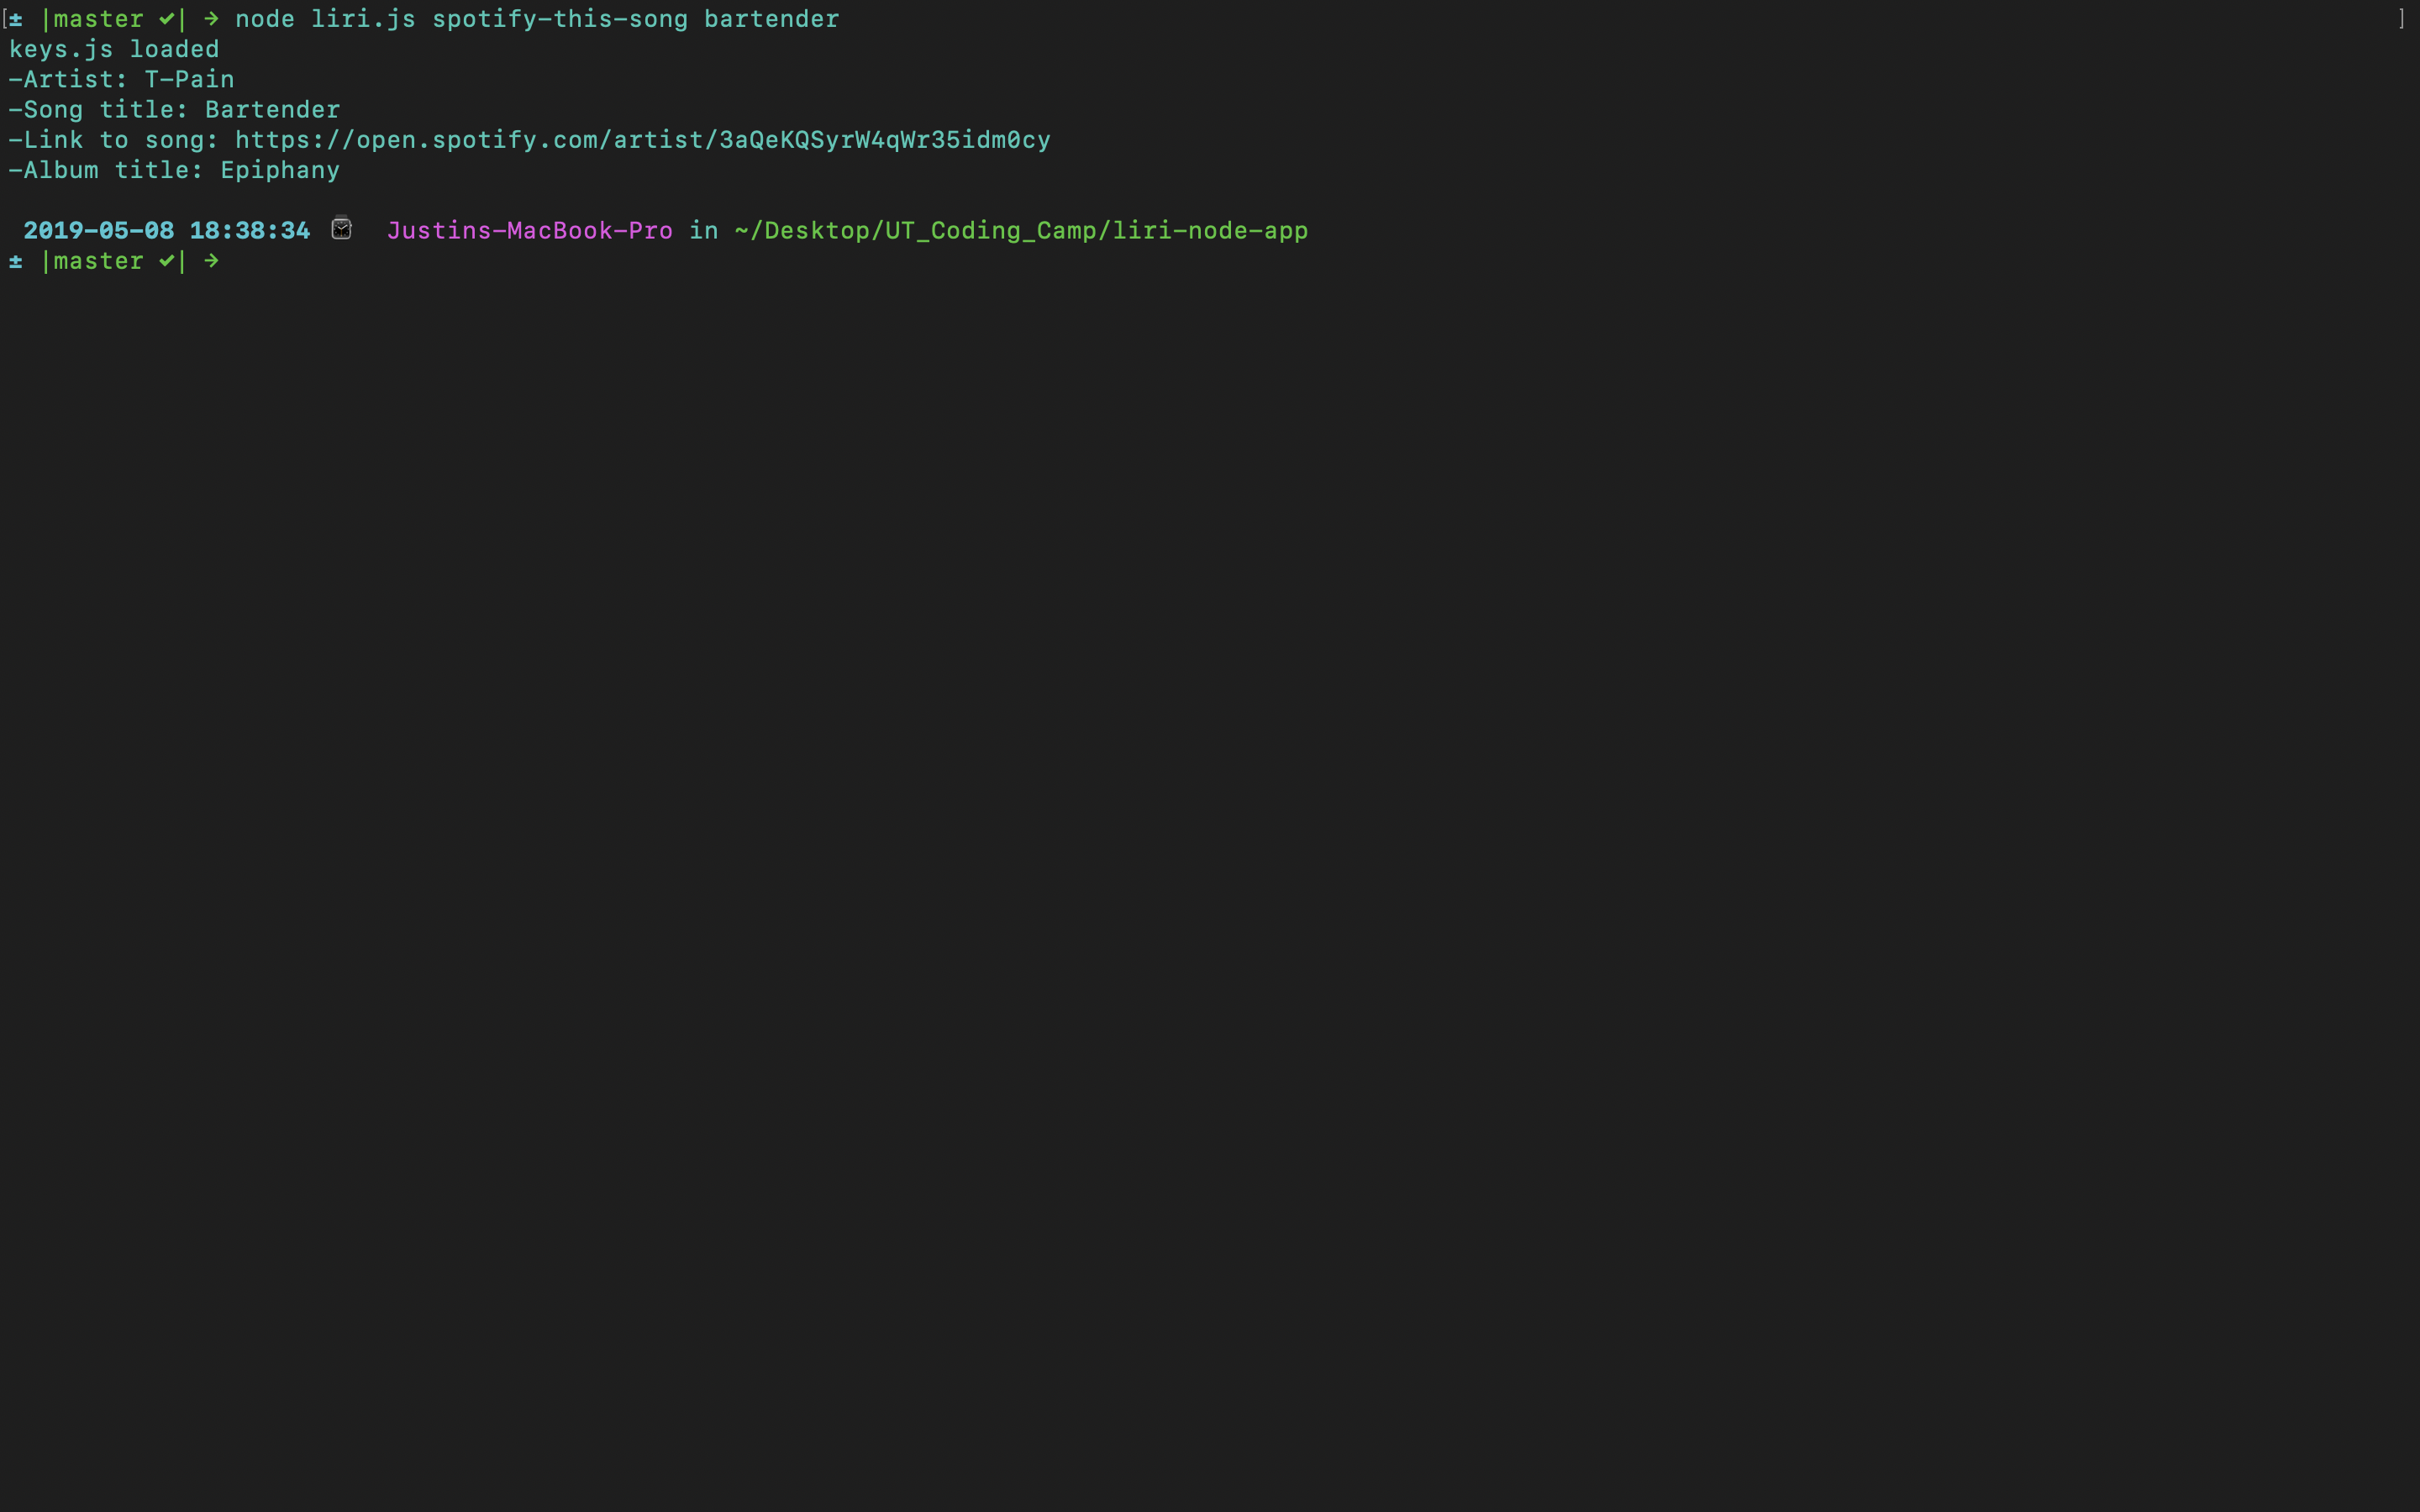 [± |master ✓| → node liri.js spotify-this-song bartender ]
keys.js loaded
-Artist: T-Pain
-Song title: Bartender
-Link to song: https://open.spotify.com/artist/3aQeKQSyrW4qWr35idm0cy
-Album title: Epiphany
2019-05-08 18:38:34 ⌚ Justins-MacBook-Pro in ~/Desktop/UT_Coding_Camp/liri-node-app
± |master ✓| →